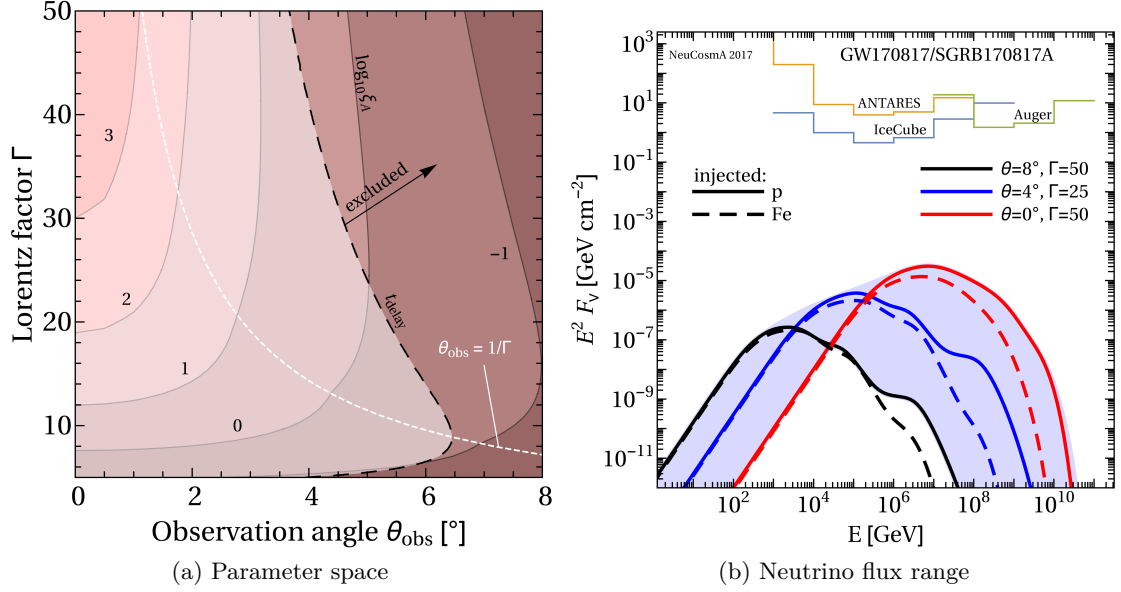 50
40
30
20
10
0
2
4
6
8
Lorentz factor Γ
Observation angle θobs [°]
3
2
1
0
−1
log10 ξA
excluded
tdelay
θobs = 1/Γ
(a) Parameter space
NeuCosmA 2017
GW170817/SGRB170817A
ANTARES
IceCube
Auger
injected:
p
Fe
θ=8°, Γ=50
θ=4°, Γ=25
θ=0°, Γ=50
10^3
10^1
10^-1
10^-3
10^-5
10^-7
10^-9
10^-11
E^2 Fν [GeV cm^-2]
10^2
10^4
10^6
10^8
10^10
E [GeV]
(b) Neutrino flux range